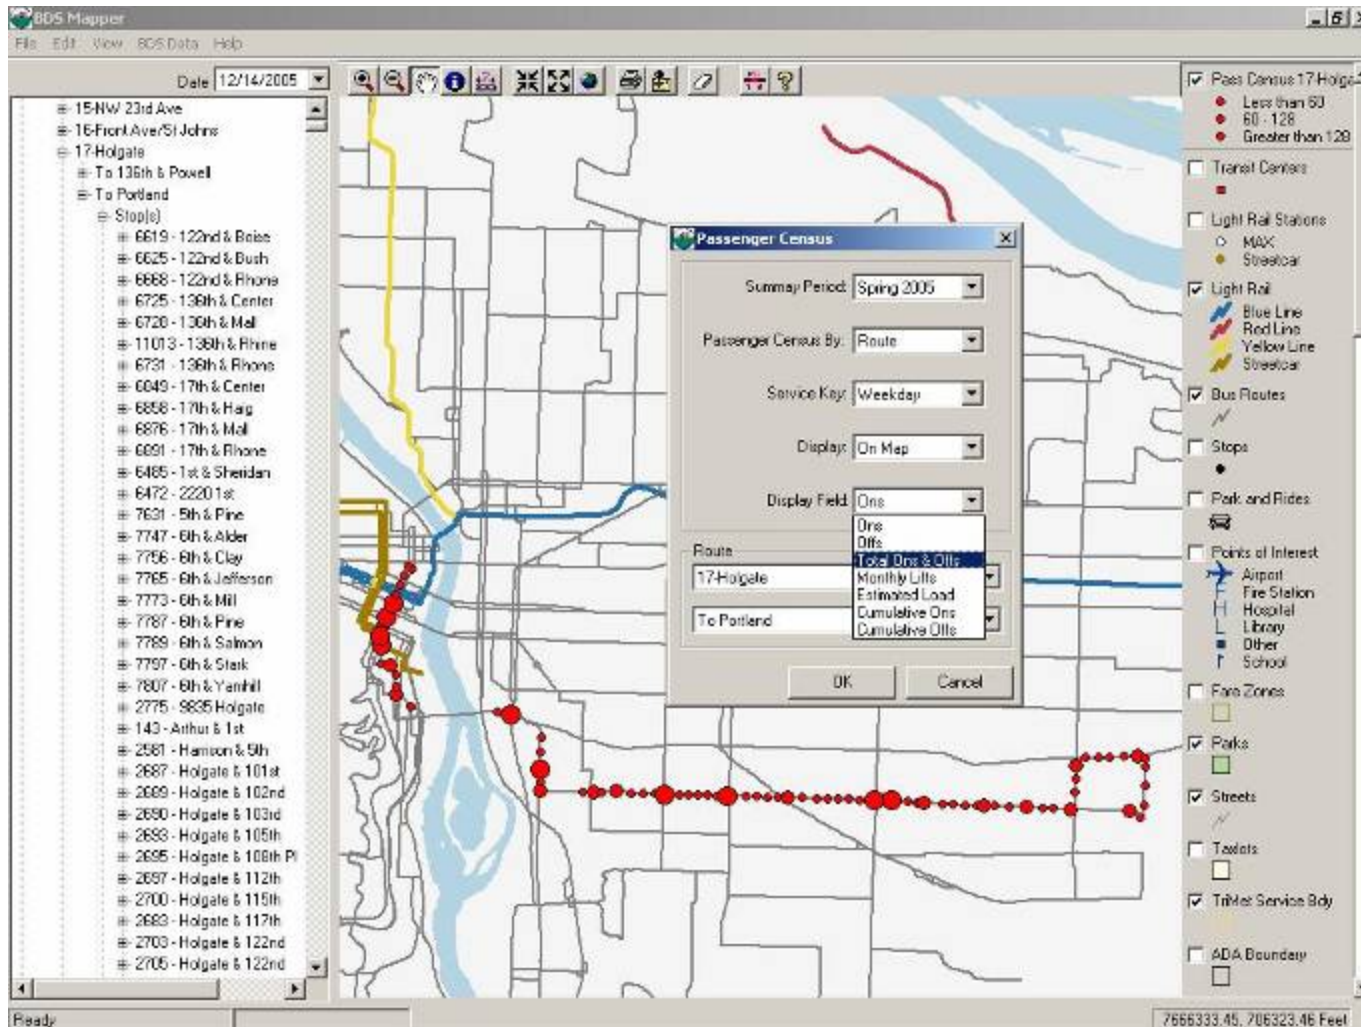 BDS Mapper
File Edit View BDS Data Help
Date 12/14/2005
15-NW 23rd Ave
16-Front Ave/St Johns
17-Holgate
To 136th & Powell
To Portland
Stop(s)
6619 - 122nd & Boise
6625 - 122nd & Bush
6668 - 122nd & Rhone
6725 - 136th & Center
6728 - 136th & Mall
11013 - 136th & Rhine
6731 - 136th & Rhone
6849 - 17th & Center
6858 - 17th & Haig
6876 - 17th & Mall
6891 - 17th & Rhone
6485 - 1st & Sheridan
6472 - 2220 1st
7631 - 5th & Pine
7747 - 6th & Alder
7756 - 6th & Clay
7765 - 6th & Jefferson
7773 - 6th & Mill
7787 - 6th & Pine
7789 - 6th & Salmon
7797 - 6th & Stark
7807 - 6th & Yamhill
2775 - 9835 Holgate
143 - Arthur & 1st
2981 - Harrison & 5th
2687 - Holgate & 101st
2689 - Holgate & 102nd
2690 - Holgate & 103rd
2693 - Holgate & 105th
2695 - Holgate & 108th Pl
2697 - Holgate & 112th
2700 - Holgate & 115th
2683 - Holgate & 117th
2703 - Holgate & 122nd
2705 - Holgate & 122nd
Passenger Census
Summay Period: Spring 2005
Passenger Census By: Route
Service Key: Weekday
Display: On Map
Display Field: Ons
Ons
Offs
Total Ons & Offs
Monthly Lifts
Estimated Load
Cumulative Ons
Cumulative Offs
Route
17-Holgate
To Portland
OK Cancel
Pass Census 17-Holga
Less than 60
60 - 128
Greater than 128
Transit Centers
Light Rail Stations
MAX
Streetcar
Light Rail
Blue Line
Red Line
Yellow Line
Streetcar
Bus Routes
Stops
Park and Rides
Points of Interest
Airport
Fire Station
Hospital
Library
Other
School
Fare Zones
Parks
Streets
Taxlots
TriMet Service Bdy
ADA Boundary
Ready
7666333.45, 706323.46 Feet